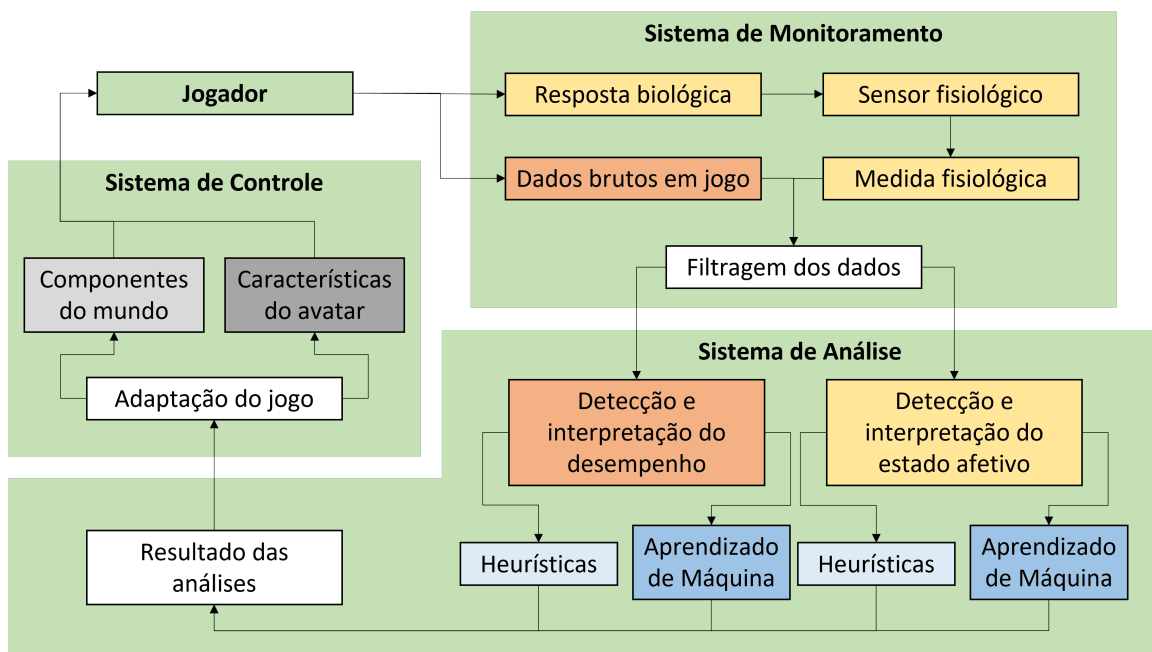 Sistema de Monitoramento
Jogador
Resposta biológica
Sensor fisiológico
Dados brutos em jogo
Medida fisiológica
Filtragem dos dados
Sistema de Controle
Componentes
do mundo
Características
do avatar
Adaptação do jogo
Sistema de Análise
Detecção e
interpretação do
desempenho
Detecção e
interpretação do
estado afetivo
Heurísticas
Aprendizado
de Máquina
Heurísticas
Aprendizado
de Máquina
Resultado das
análises